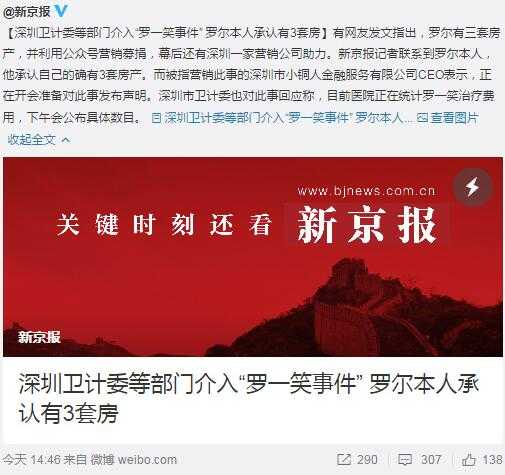 @新京报
【深圳卫计委等部门介入“罗一笑事件” 罗尔本人承认有3套房】有网友发文指出，罗尔有三套房
产，并利用公众号营销募捐，幕后还有深圳一家营销公司助力。新京报记者联系到罗尔本人，
他承认自己的确有3套房产。而被指营销此事的深圳市小铜人金融服务有限公司CEO表示，正
在开会准备对此事发布声明。深圳市卫计委也对此事回应称，目前医院正在统计罗一笑治疗费
用，下午会公布具体数目。 深圳卫计委等部门介入“罗一笑事件” 罗尔本人... 查看图片
收起全文
www.bjnews.com.cn
关键时刻还看 新京报
新京报
深圳卫计委等部门介入“罗一笑事件” 罗尔本人承
认有3套房
今天 14:46 来自 微博 weibo.com 290 307 138